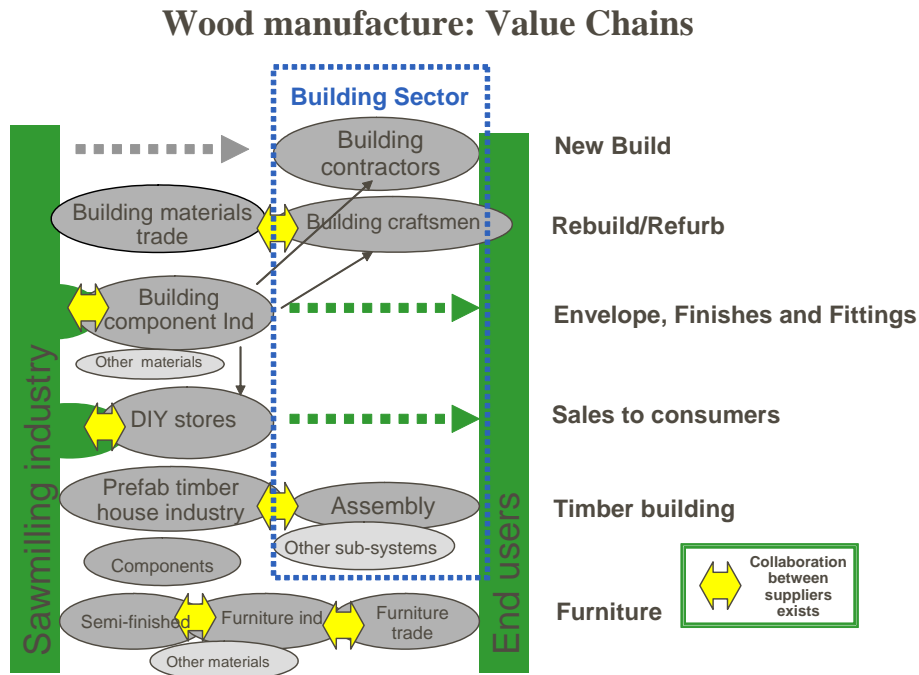 Wood manufacture: Value Chains
Building Sector
Building
contractors
New Build
Building materials
trade
Building craftsmen
Rebuild/Refurb
Building
component Ind
Envelope, Finishes and Fittings
Other materials
DIY stores
Sales to consumers
Prefab timber
house industry
Assembly
Timber building
Other sub-systems
Components
Semi-finished
Furniture ind
Furniture
trade
Furniture
Other materials
Sawmilling industry
End users
Collaboration
between
suppliers
exists